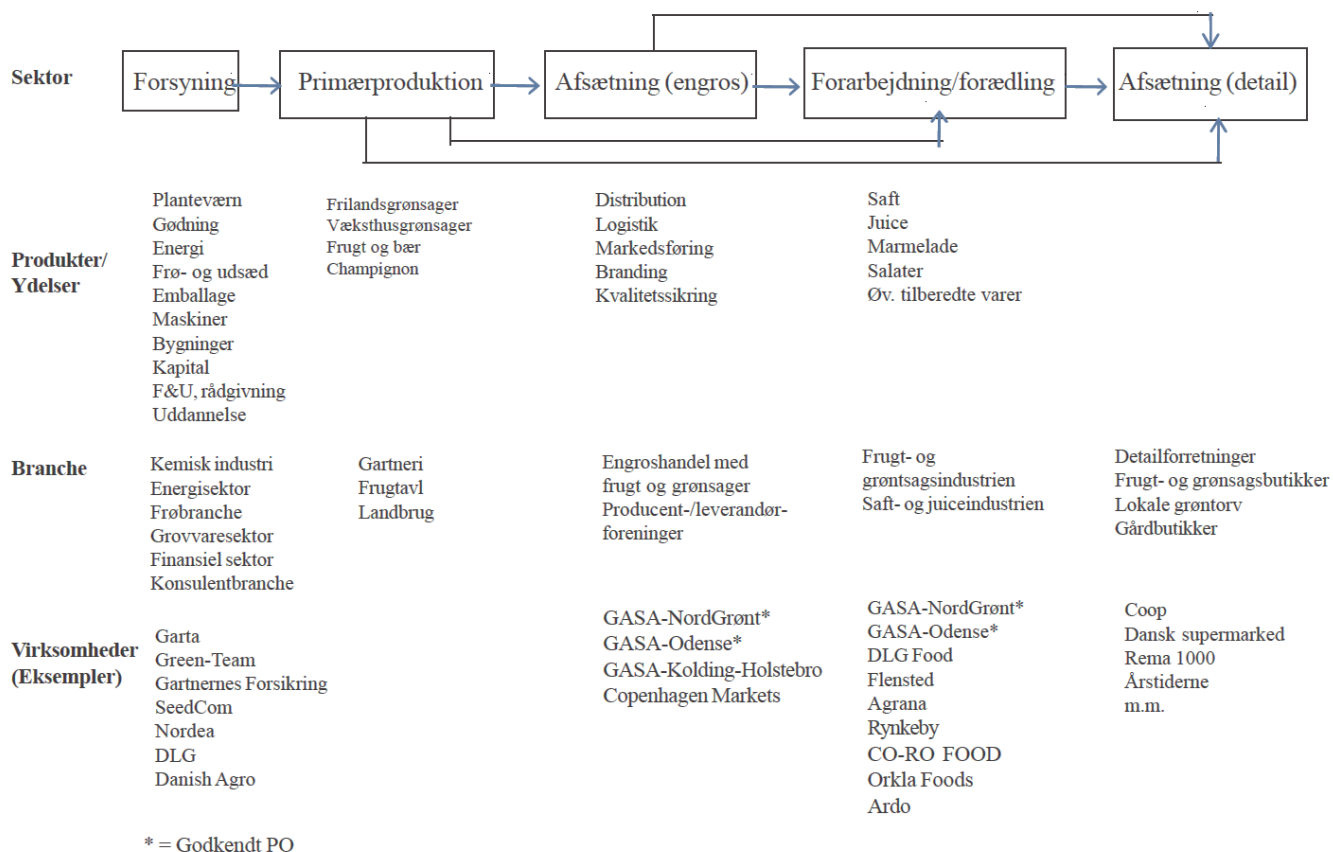 Sektor
Forsyning
Primærproduktion
Afsætning (engros)
Forarbejdning/forædling
Afsætning (detail)
Produkter/
Ydelser
Planteværn
Gødning
Energi
Frø- og udsæd
Emballage
Maskiner
Bygninger
Kapital
F&U, rådgivning
Uddannelse
Frilandsgrønsager
Væksthusgrønsager
Frugt og bær
Champignon
Distribution
Logistik
Markedsføring
Branding
Kvalitetssikring
Saft
Juice
Marmelade
Salater
Øv. tilberedte varer
Branche
Kemisk industri
Energisektor
Frøbranche
Grovvaresektor
Finansiel sektor
Konsulentbranche
Gartneri
Frugtavl
Landbrug
Engroshandel med
frugt og grønsager
Producent-/leverandør-
foreninger
Frugt- og
grøntsagsindustrien
Saft- og juiceindustrien
Detailforretninger
Frugt- og grønsagsbutikker
Lokale grøntorv
Gårdbutikker
Virksomheder
(Eksempler)
Garta
Green-Team
Gartnernes Forsikring
SeedCom
Nordea
DLG
Danish Agro
GASA-NordGrønt*
GASA-Odense*
GASA-Kolding-Holstebro
Copenhagen Markets
GASA-NordGrønt*
GASA-Odense*
DLG Food
Flensted
Agrana
Rynkeby
CO-RO FOOD
Orkla Foods
Ardo
Coop
Dansk supermarked
Rema 1000
Årstiderne
m.m.
* = Godkendt PO